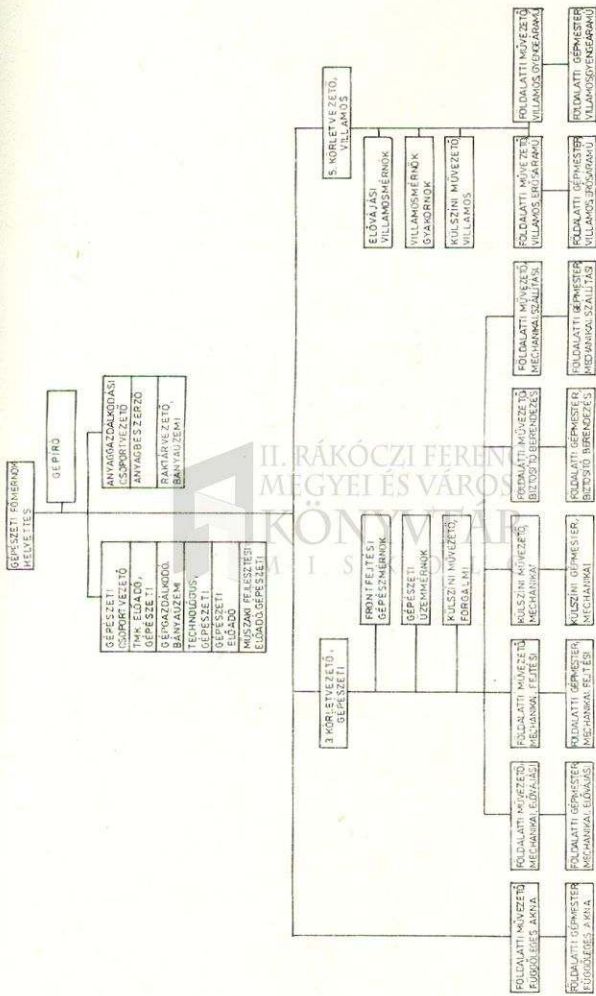 GÉPÉSZETI FŐMÉRNÖK
HELYETTES
GÉPÍRÓ
GÉPÉSZETI
CSOPORTVEZETŐ
TMK. ELŐADÓ,
GÉPÉSZETI
GÉPGAZDÁLKODÓ,
BÁNYAÜZEMI
TECHNOLÓGUS,
GÉPÉSZETI
GÉPÉSZETI
ELŐADÓ
MŰSZAKI FEJLESZTÉSI
ELŐADÓ, GÉPÉSZETI
ANYAGGAZDÁLKODÁSI
CSOPORTVEZETŐ
ANYAGBESZERZŐ
RAKTÁRVEZETŐ,
BÁNYAÜZEMI
3. KÖRLETVEZETŐ,
GÉPÉSZETI
FRONTFEJTÉSI
GÉPÉSZMÉRNÖK
GÉPÉSZETI
ÜZEMMÉRNÖK
KÜLSZÍNI MŰVEZETŐ,
FORGALMI
5. KÖRLETVEZETŐ,
VILLAMOS
ELŐVÁJÁSI
VILLAMOSMÉRNÖK
VILLAMOSMÉRNÖK
GYAKORNOK
KÜLSZÍNI MŰVEZETŐ,
VILLAMOS
FÖLDALATTI MŰVEZETŐ
FÜGGŐLEGES AKNA
FÖLDALATTI MŰVEZETŐ,
MECHANIKAI, ELŐVÁJÁSI
FÖLDALATTI MŰVEZETŐ
MECHANIKAI, FEJTÉSI
KÜLSZÍNI MŰVEZETŐ,
MECHANIKAI
FÖLDALATTI MŰVEZETŐ
BIZTOSÍTÓ BERENDEZÉS
FÖLDALATTI MŰVEZETŐ,
MECHANIKAI SZÁLLÍTÁSI
FÖLDALATTI MŰVEZETŐ
VILLAMOS, ERŐSÁRAMÚ
FÖLDALATTI MŰVEZETŐ
VILLAMOS, GYENGEÁRAMÚ
FÖLDALATTI GÉPMESTER
FÜGGŐLEGES AKNA
FÖLDALATTI GÉPMESTER,
MECHANIKAI, ELŐVÁJÁSI
FÖLDALATTI GÉPMESTER,
MECHANIKAI, FEJTÉSI
KÜLSZÍNI GÉPMESTER,
MECHANIKAI
FÖLDALATTI GÉPMESTER,
BIZTOSÍTÓ BERENDEZÉS
FÖLDALATTI GÉPMESTER,
MECHANIKAI SZÁLLÍTÁSI
FÖLDALATTI GÉPMESTER,
VILLAMOS ERŐSÁRAMÚ
FÖLDALATTI GÉPMESTER
VILLAMOS GYENGEÁRAMÚ
II. RÁKÓCZI FERENC
MEGYEI ÉS VÁROSI
KÖNYVTÁR
MISKOLC